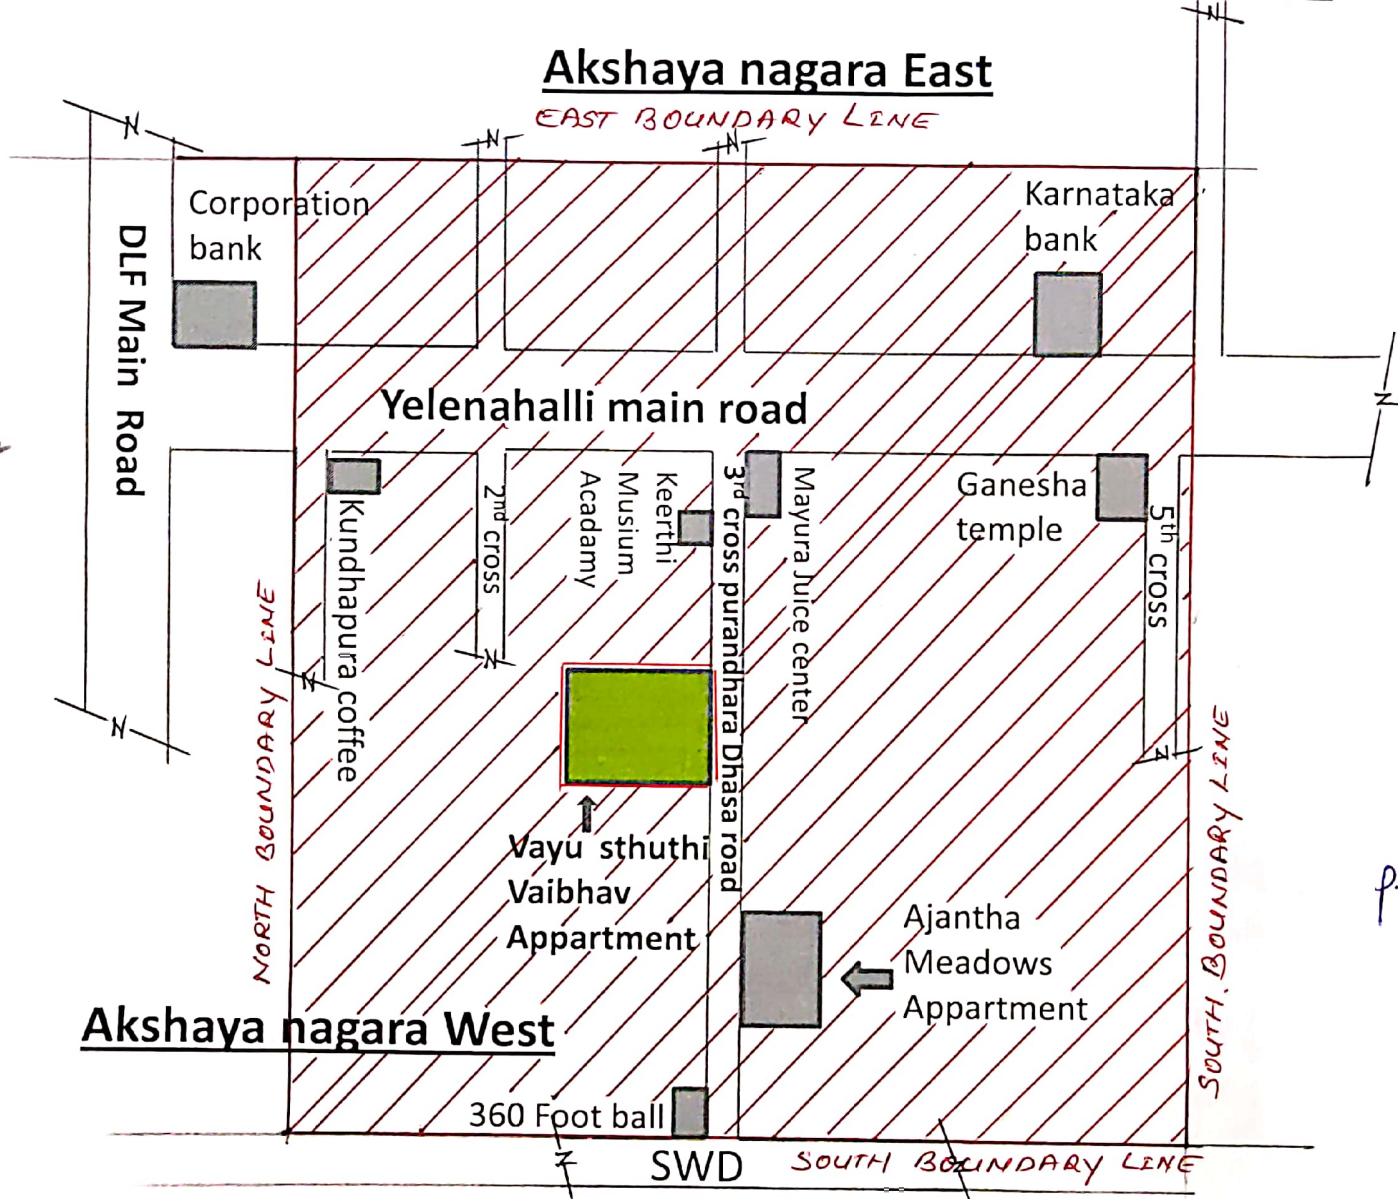 Akshaya nagara East
EAST BOUNDARY LINE
Corporation
bank
Karnataka
bank
DLF Main Road
Yelenahalli main road
Kundhapura coffee
2nd cross
Keerthi
Musium
Acadamy
3rd cross purandhara Dhasa road
Mayura Juice center
Ganesha
temple
5th cross
NORTH BOUNDARY LINE
SOUTH. BOUNDARY LINE
Vayu sthuthi
Vaibhav
Appartment
Ajantha
Meadows
Appartment
Akshaya nagara West
360 Foot ball
SWD
SOUTH BOUNDARY LINE